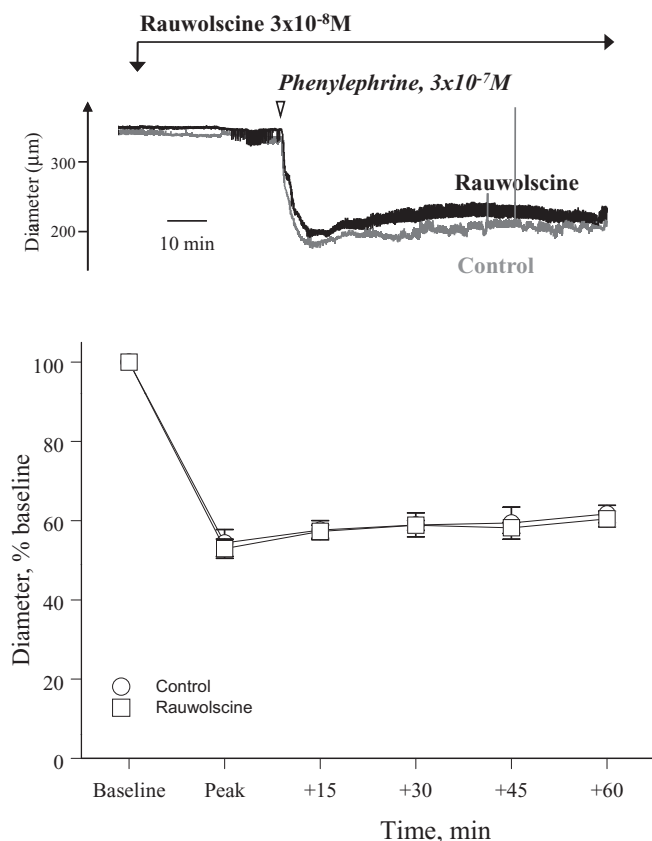 Rauwolscine 3x10⁻⁸M
Phenylephrine, 3x10⁻⁷M
Diameter (µm)
300
200
10 min
Rauwolscine
Control
Diameter, % baseline
100
80
60
40
20
0
Control
Rauwolscine
Baseline Peak +15 +30 +45 +60
Time, min